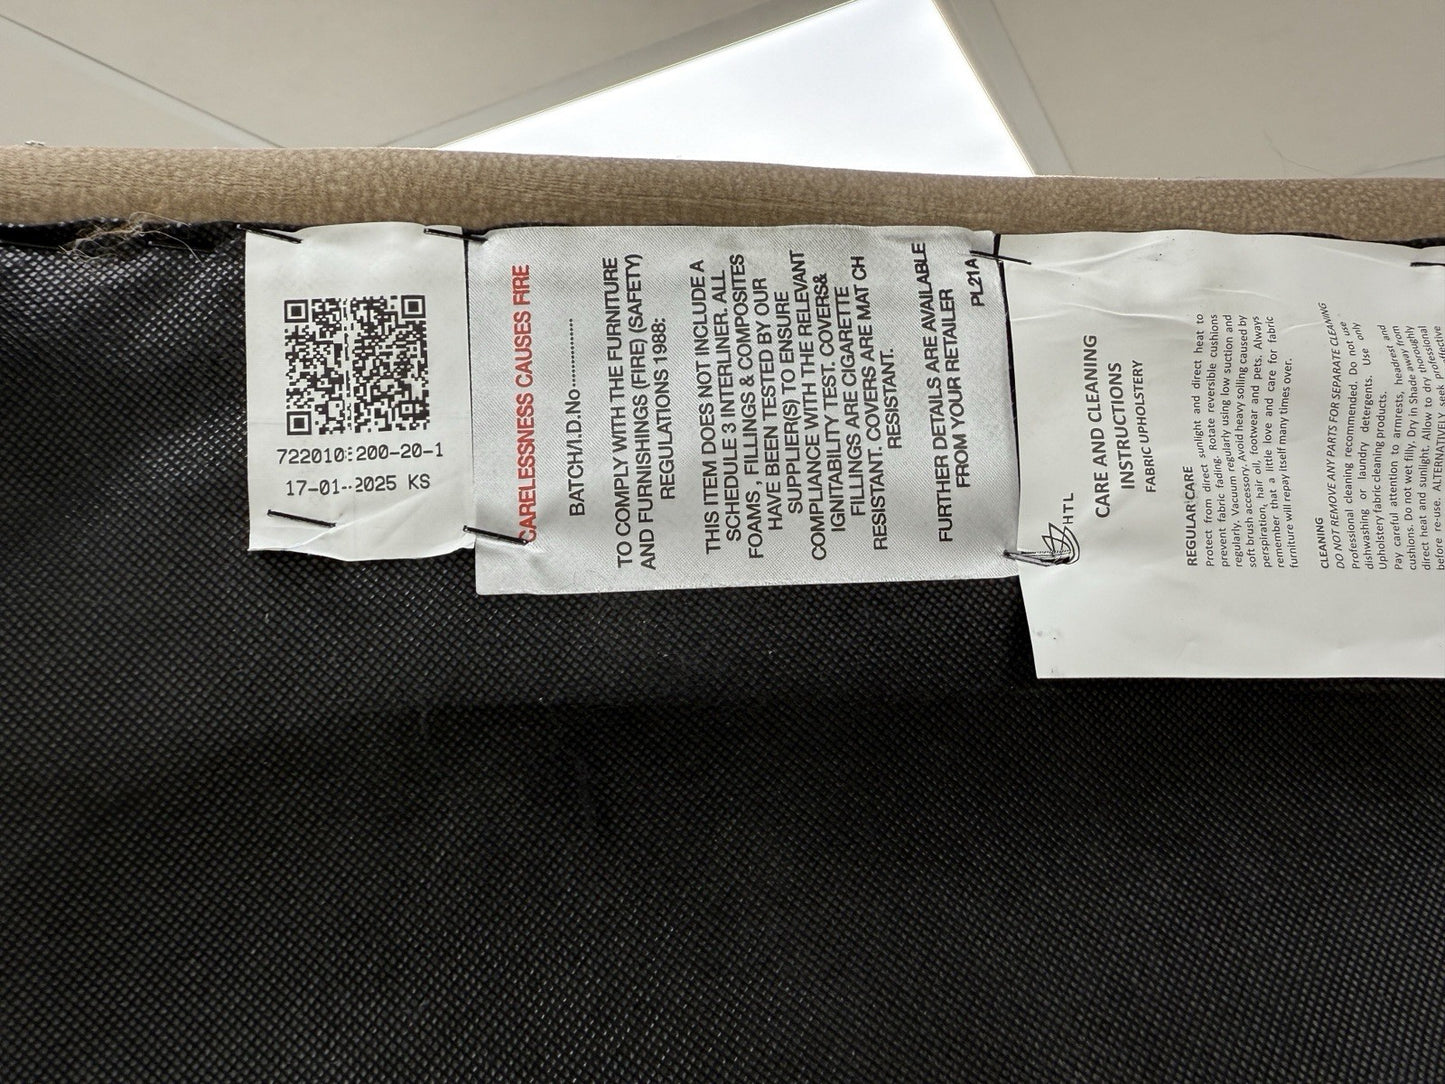 722010 200-20-1
17-01--2025 KS
CARELESSNESS CAUSES FIRE
BATCH/I.D.No................
TO COMPLY WITH THE FURNITURE
AND FURNISHINGS (FIRE) (SAFETY)
REGULATIONS 1988:
THIS ITEM DOES NOT INCLUDE A
SCHEDULE 3 INTERLINER. ALL
FOAMS , FILLINGS & COMPOSITES
HAVE BEEN TESTED BY OUR
SUPPLIER(S) TO ENSURE
COMPLIANCE WITH THE RELEVANT
IGNITABILITY TEST. COVERS&
FILLINGS ARE CIGARETTE
RESISTANT. COVERS ARE MAT CH
RESISTANT.
FURTHER DETAILS ARE AVAILABLE
FROM YOUR RETAILER
PL21A
HTL
CARE AND CLEANING
INSTRUCTIONS
FABRIC UPHOLSTERY
REGULAR CARE
Protect from direct sunlight and direct heat to
prevent fabric fading. Rotate reversible cushions
regularly. Vacuum regularly using low suction and
soft brush accessory. Avoid heavy soiling caused by
perspiration, hair oil, footwear and pets. Always
remember that a little love and care for fabric
furniture will repay itself many times over.
CLEANING
DO NOT REMOVE ANY PARTS FOR SEPARATE CLEANING
Professional cleaning recommended. Do not use
dishwashing or laundry detergents. Use only
Upholstery fabric cleaning products.
Pay careful attention to armrests, headrest and
cushions. Do not wet filly. Dry in Shade away from
direct heat and sunlight. Allow to dry thoroughly
before re-use. ALTERNATIVELY, seek professional